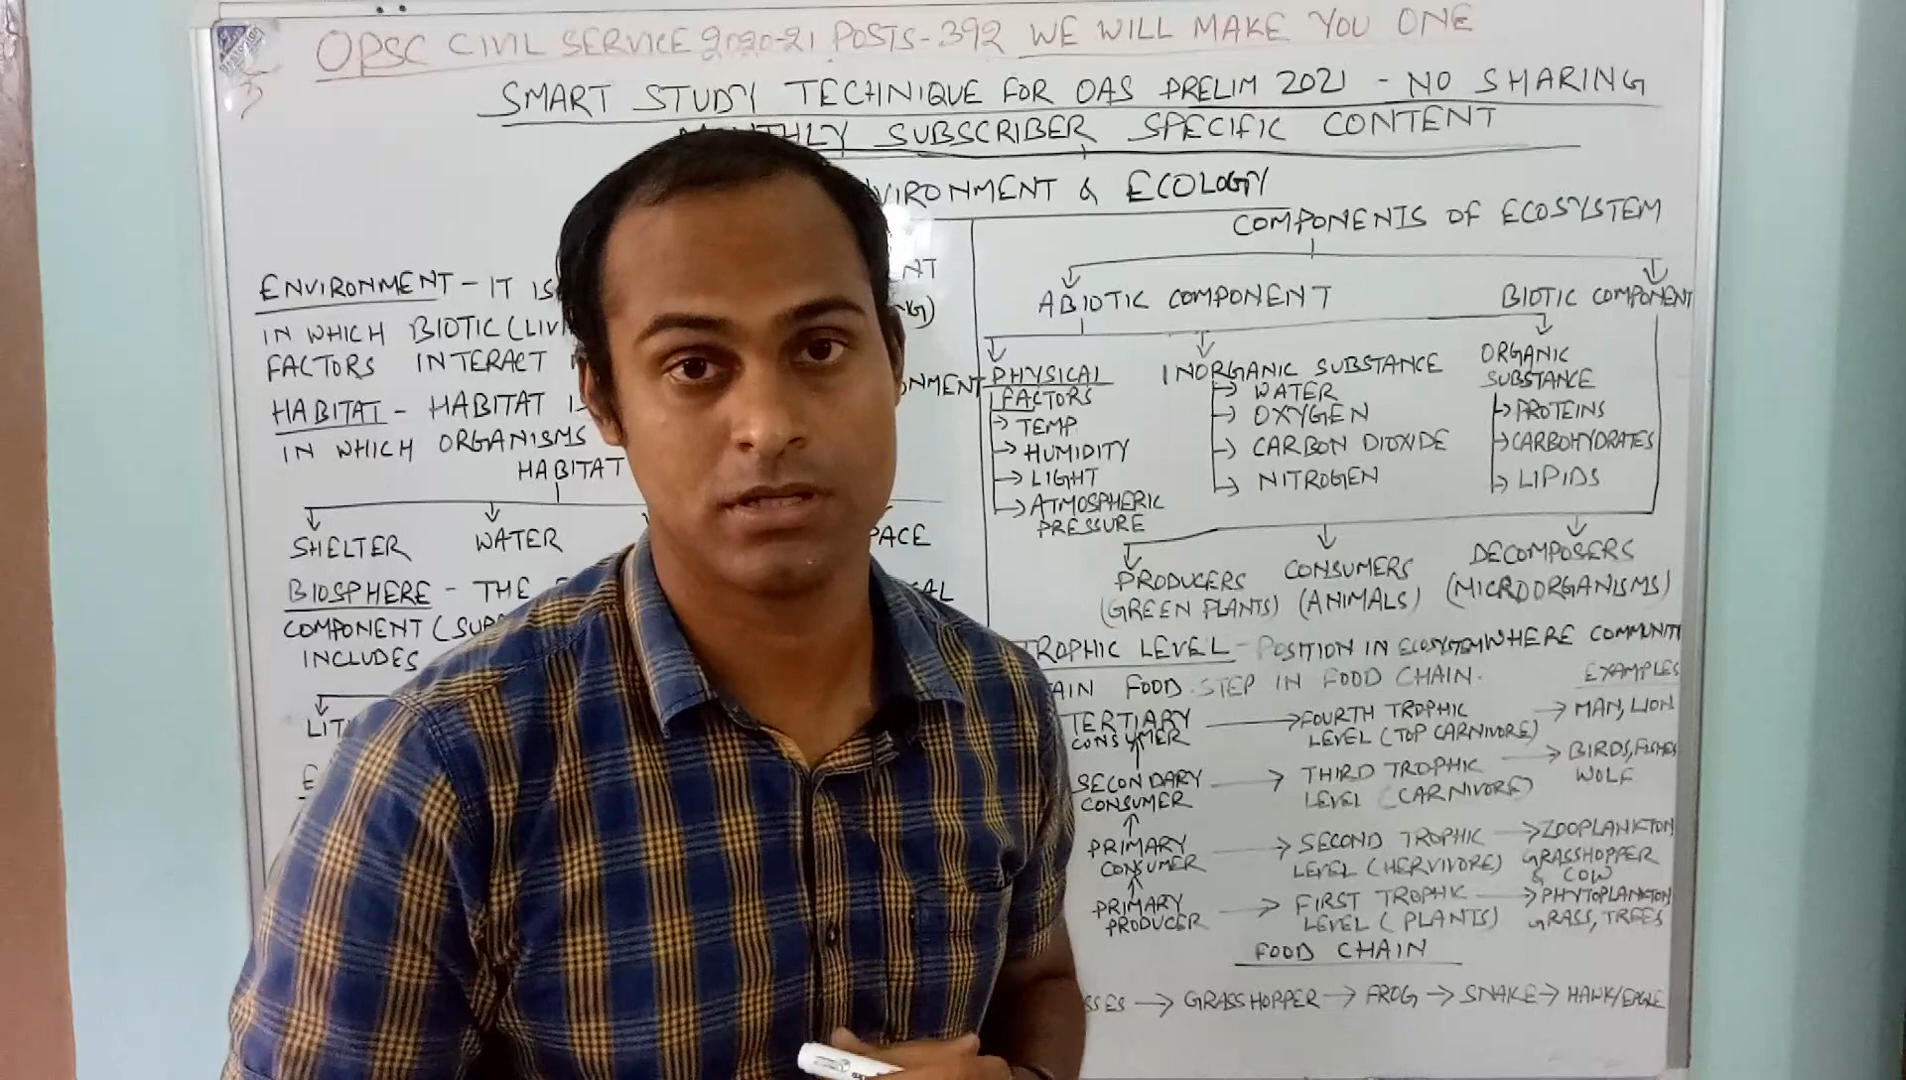 OPSC CIVIL SERVICE 2020-21 POSTS-392 WE WILL MAKE YOU ONE
SMART STUDY TECHNIQUE FOR OAS PRELIM 2021 - NO SHARING
MONTHLY SUBSCRIBER SPECIFIC CONTENT
VIRONMENT & ECOLOGY
ENVIRONMENT - IT IS
IN WHICH BIOTIC (LIVI
FACTORS INTERACT
HABITAT - HABITAT IS
IN WHICH ORGANISMS
HABITAT
SHELTER WATER PACE
BIOSPHERE - THE
COMPONENT (SUPP
INCLUDES
LIT
COMPONENTS OF ECOSYSTEM
ABIOTIC COMPONENT BIOTIC COMPONENT
PHYSICAL
FACTORS
TEMP
HUMIDITY
LIGHT
ATMOSPHERIC
PRESSURE
INORGANIC SUBSTANCE
WATER
OXYGEN
CARBON DIOXIDE
NITROGEN
ORGANIC
SUBSTANCE
PROTEINS
CARBOHYDRATES
LIPIDS
PRODUCERS CONSUMERS DECOMPOSERS
(GREEN PLANTS) (ANIMALS) (MICROORGANISMS)
TROPHIC LEVEL - POSITION IN ECOSYSTEM WHERE COMMUNITI
AIN FOOD. STEP IN FOOD CHAIN.
EXAMPLES
TERTIARY → FOURTH TROPHIC → MAN, LION
CONSUMER LEVEL (TOP CARNIVORE)
SECONDARY → THIRD TROPHIC → BIRDS, FISHES
CONSUMER LEVEL (CARNIVORE) WOLF
PRIMARY → SECOND TROPHIC → ZOOPLANKTON
CONSUMER LEVEL (HERVIVORE) GRASSHOPPER
& COW
PRIMARY → FIRST TROPHIC → PHYTOPLANKTON
PRODUCER LEVEL (PLANTS) GRASS, TREES
FOOD CHAIN
SSES → GRASSHOPPER → FROG → SNAKE → HAWK/EAGLE